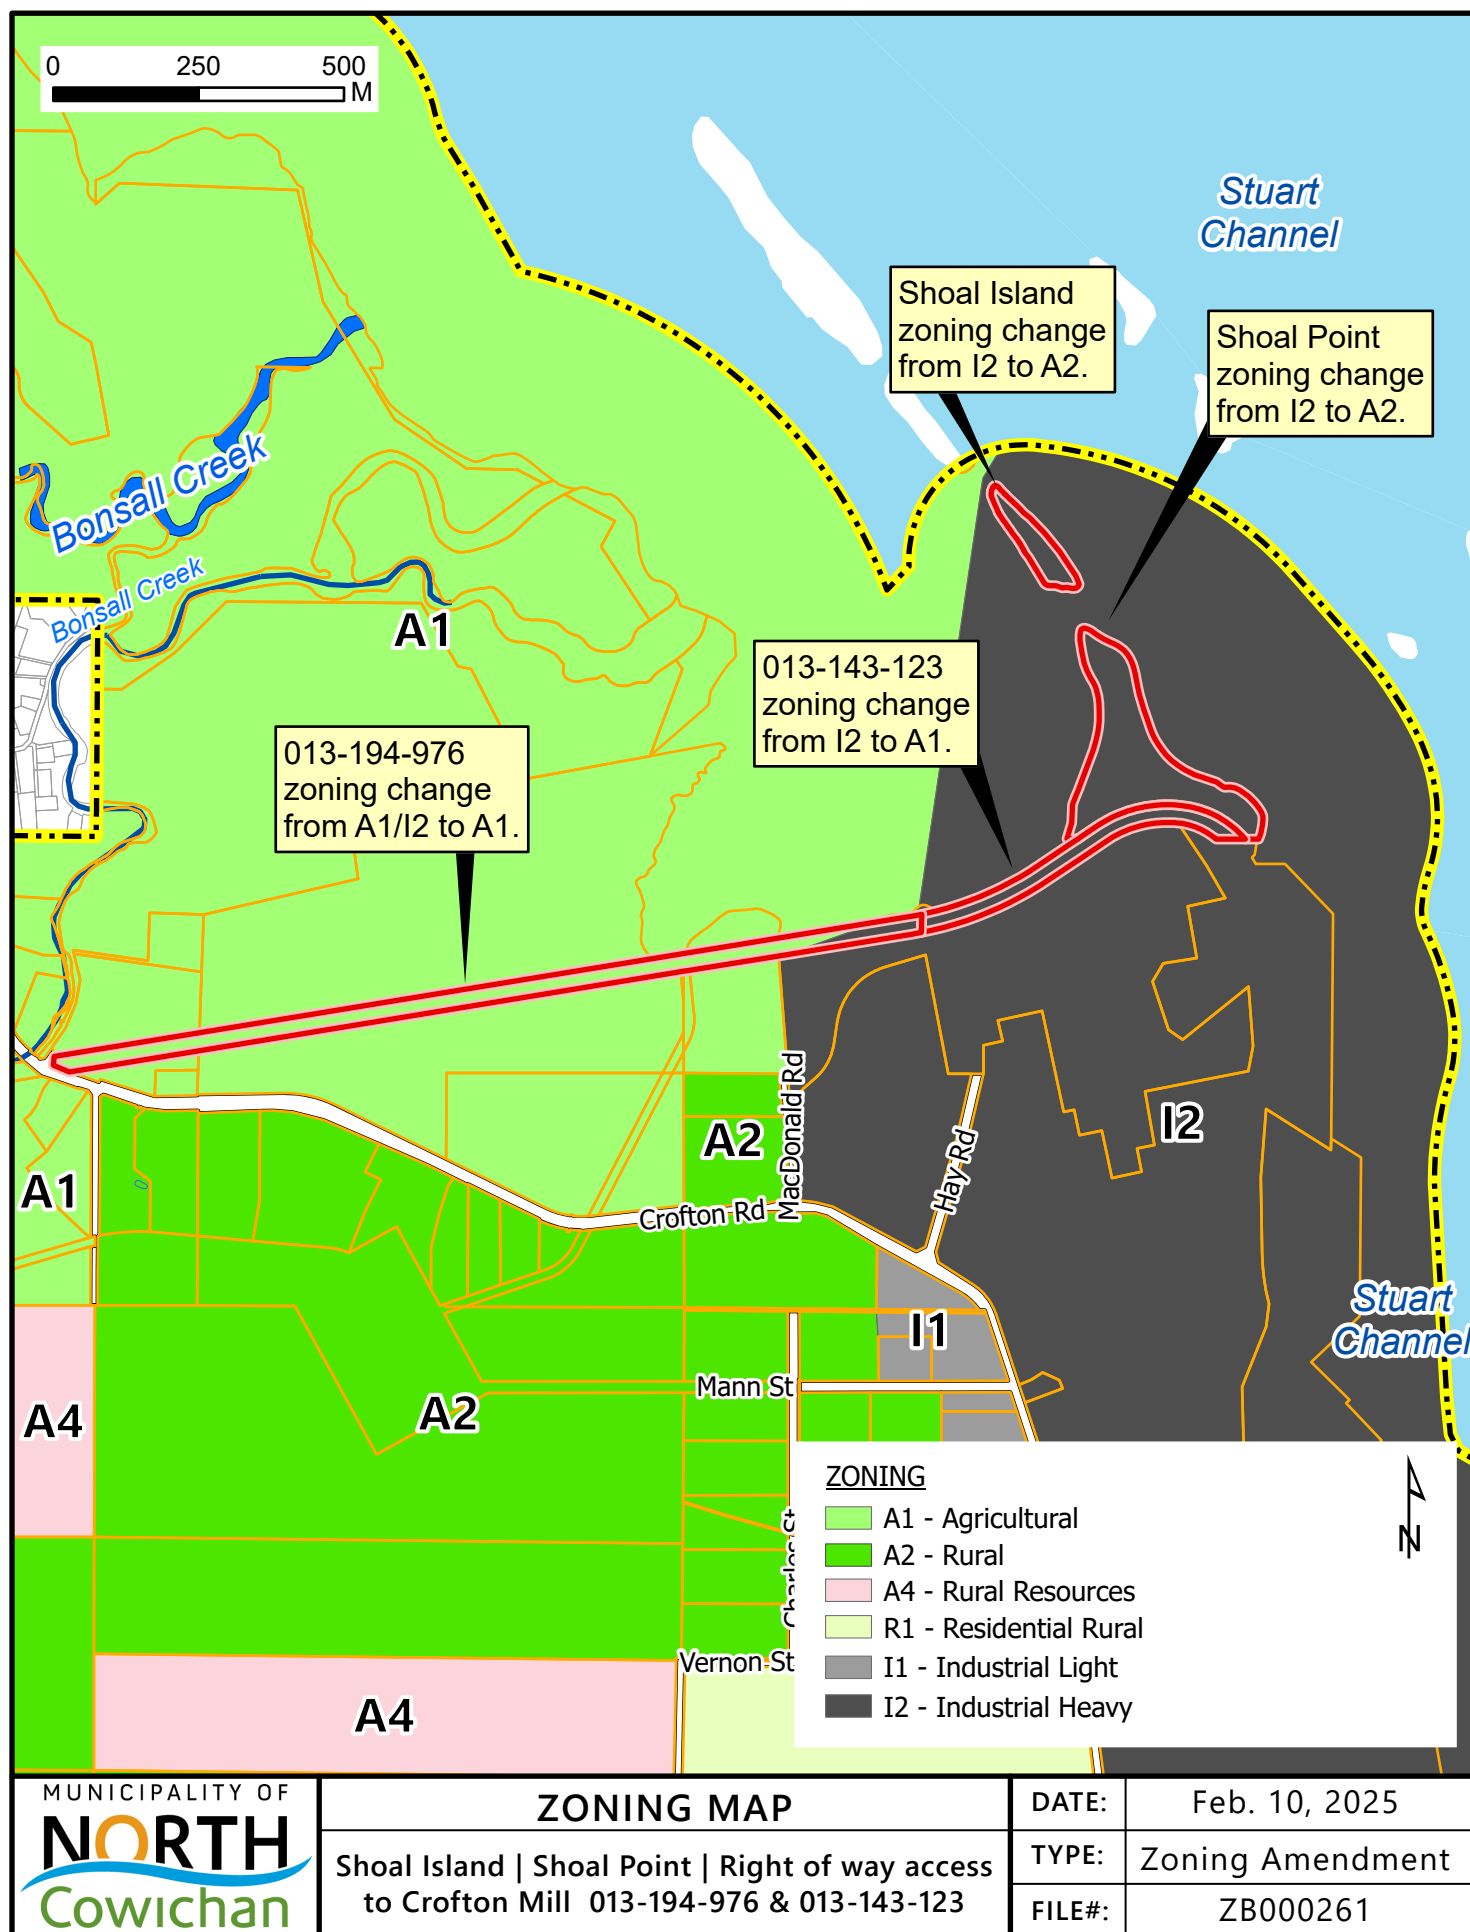 0 250 500
M
Stuart
Channel
Shoal Island
zoning change
from I2 to A2.
Shoal Point
zoning change
from I2 to A2.
Bonsall Creek
Bonsall Creek
A1
013-143-123
zoning change
from I2 to A1.
013-194-976
zoning change
from A1/I2 to A1.
MacDonald Rd
A2
I2
Hay Rd
A1
Crofton Rd
Stuart
Channel
I1
Mann St
A4
A2
Charles St
Vernon St
A4
ZONING
A1 - Agricultural
A2 - Rural
A4 - Rural Resources
R1 - Residential Rural
I1 - Industrial Light
I2 - Industrial Heavy
N
MUNICIPALITY OF
NORTH
Cowichan
ZONING MAP
Shoal Island | Shoal Point | Right of way access
to Crofton Mill 013-194-976 & 013-143-123
DATE: Feb. 10, 2025
TYPE: Zoning Amendment
FILE#: ZB000261